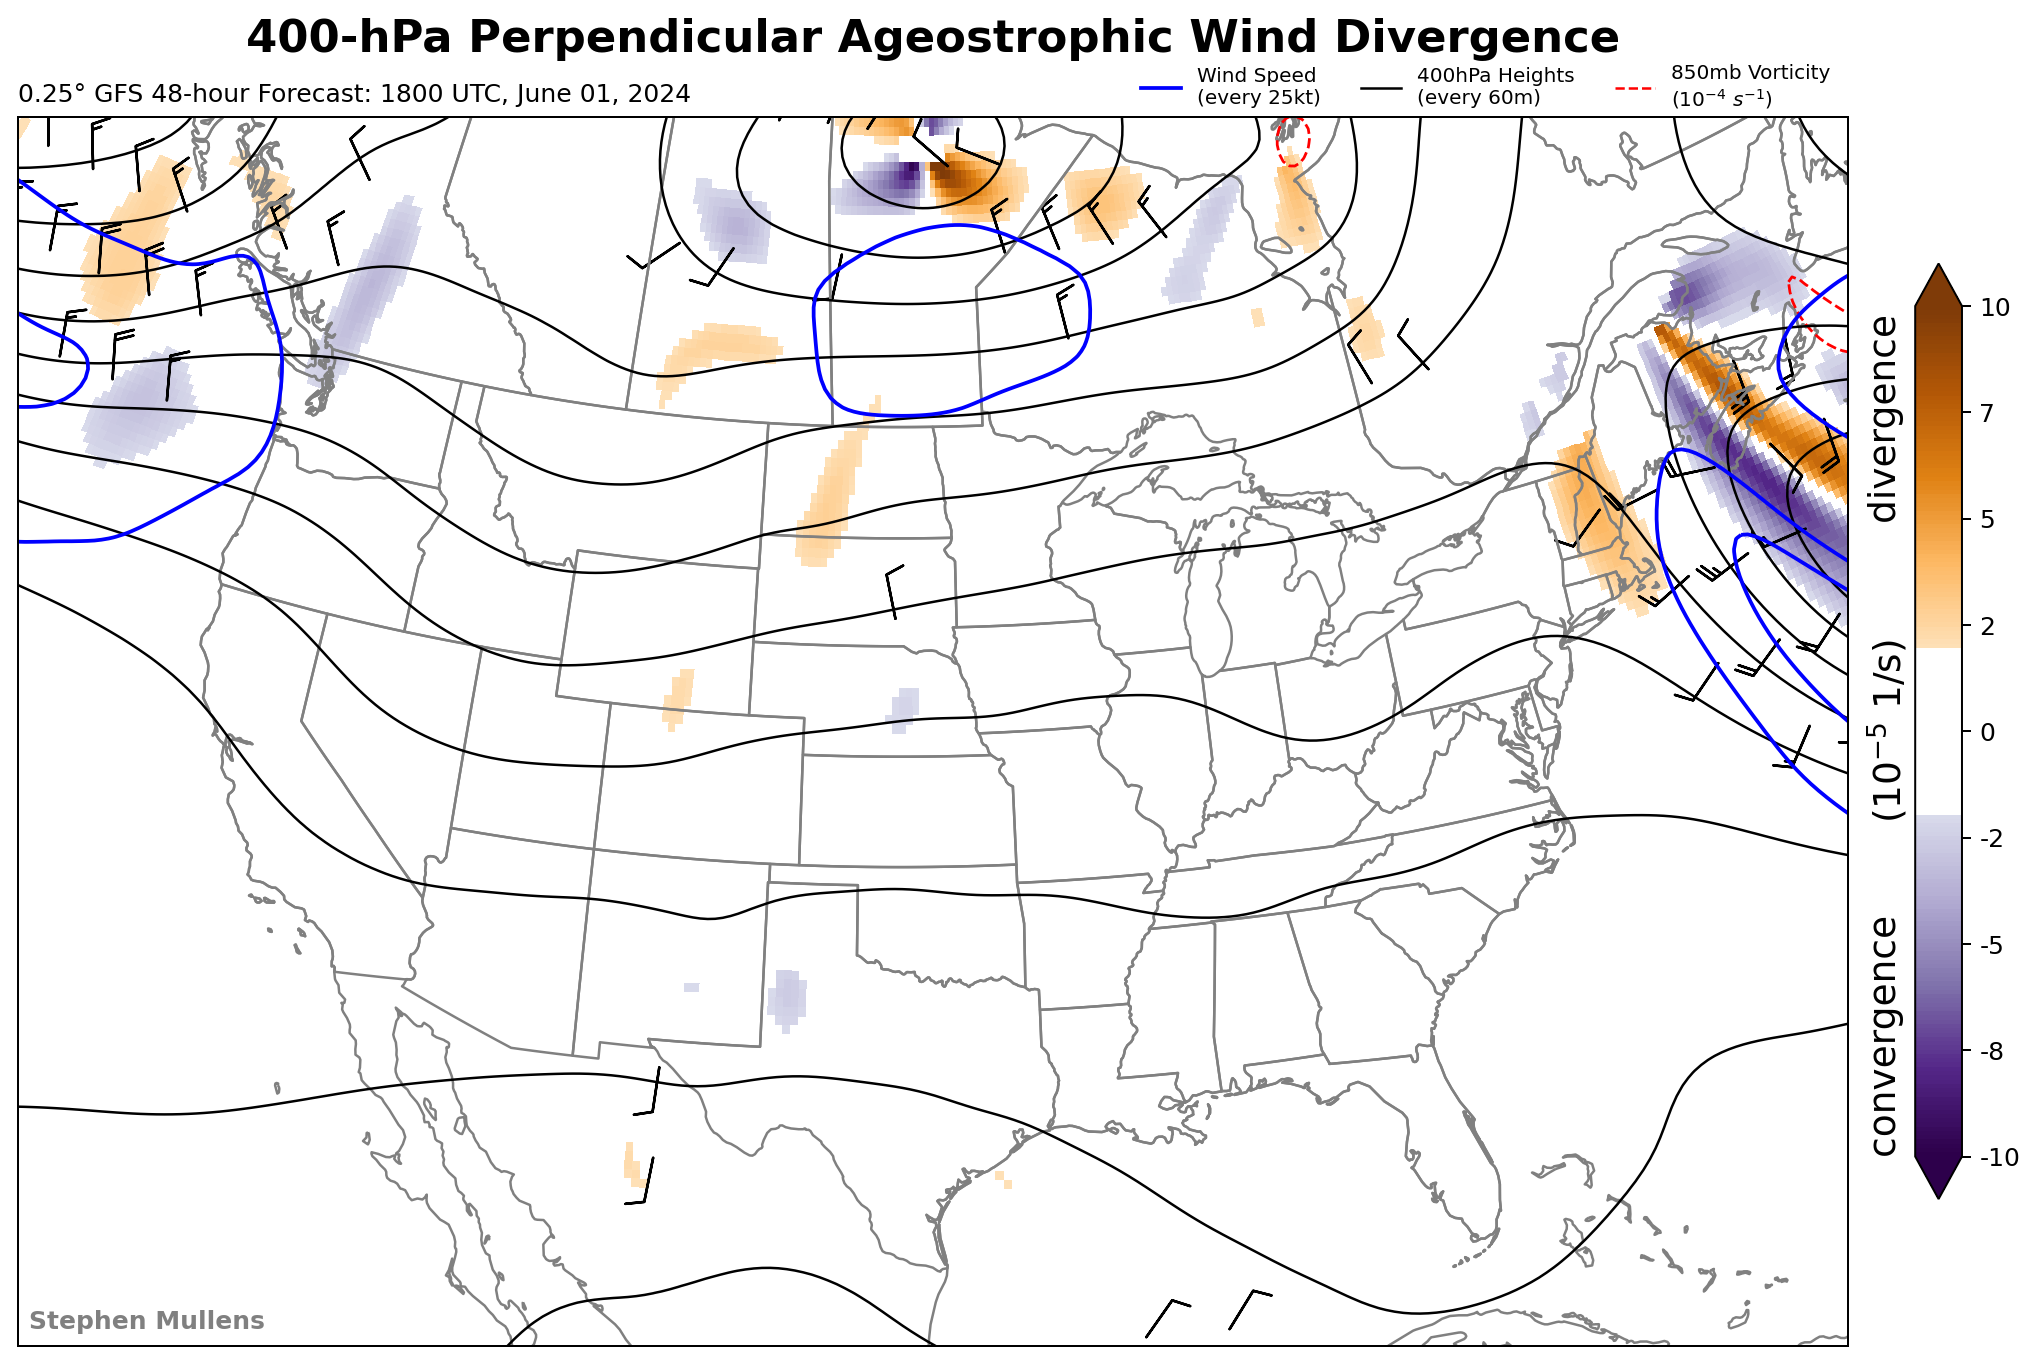 400-hPa Perpendicular Ageostrophic Wind Divergence
0.25° GFS 48-hour Forecast: 1800 UTC, June 01, 2024
Wind Speed
(every 25kt)
400hPa Heights
(every 60m)
850mb Vorticity
(10⁻⁴ s⁻¹)
10
7
5
2
0
-2
-5
-8
-10
convergence (10⁻⁵ 1/s) divergence
Stephen Mullens